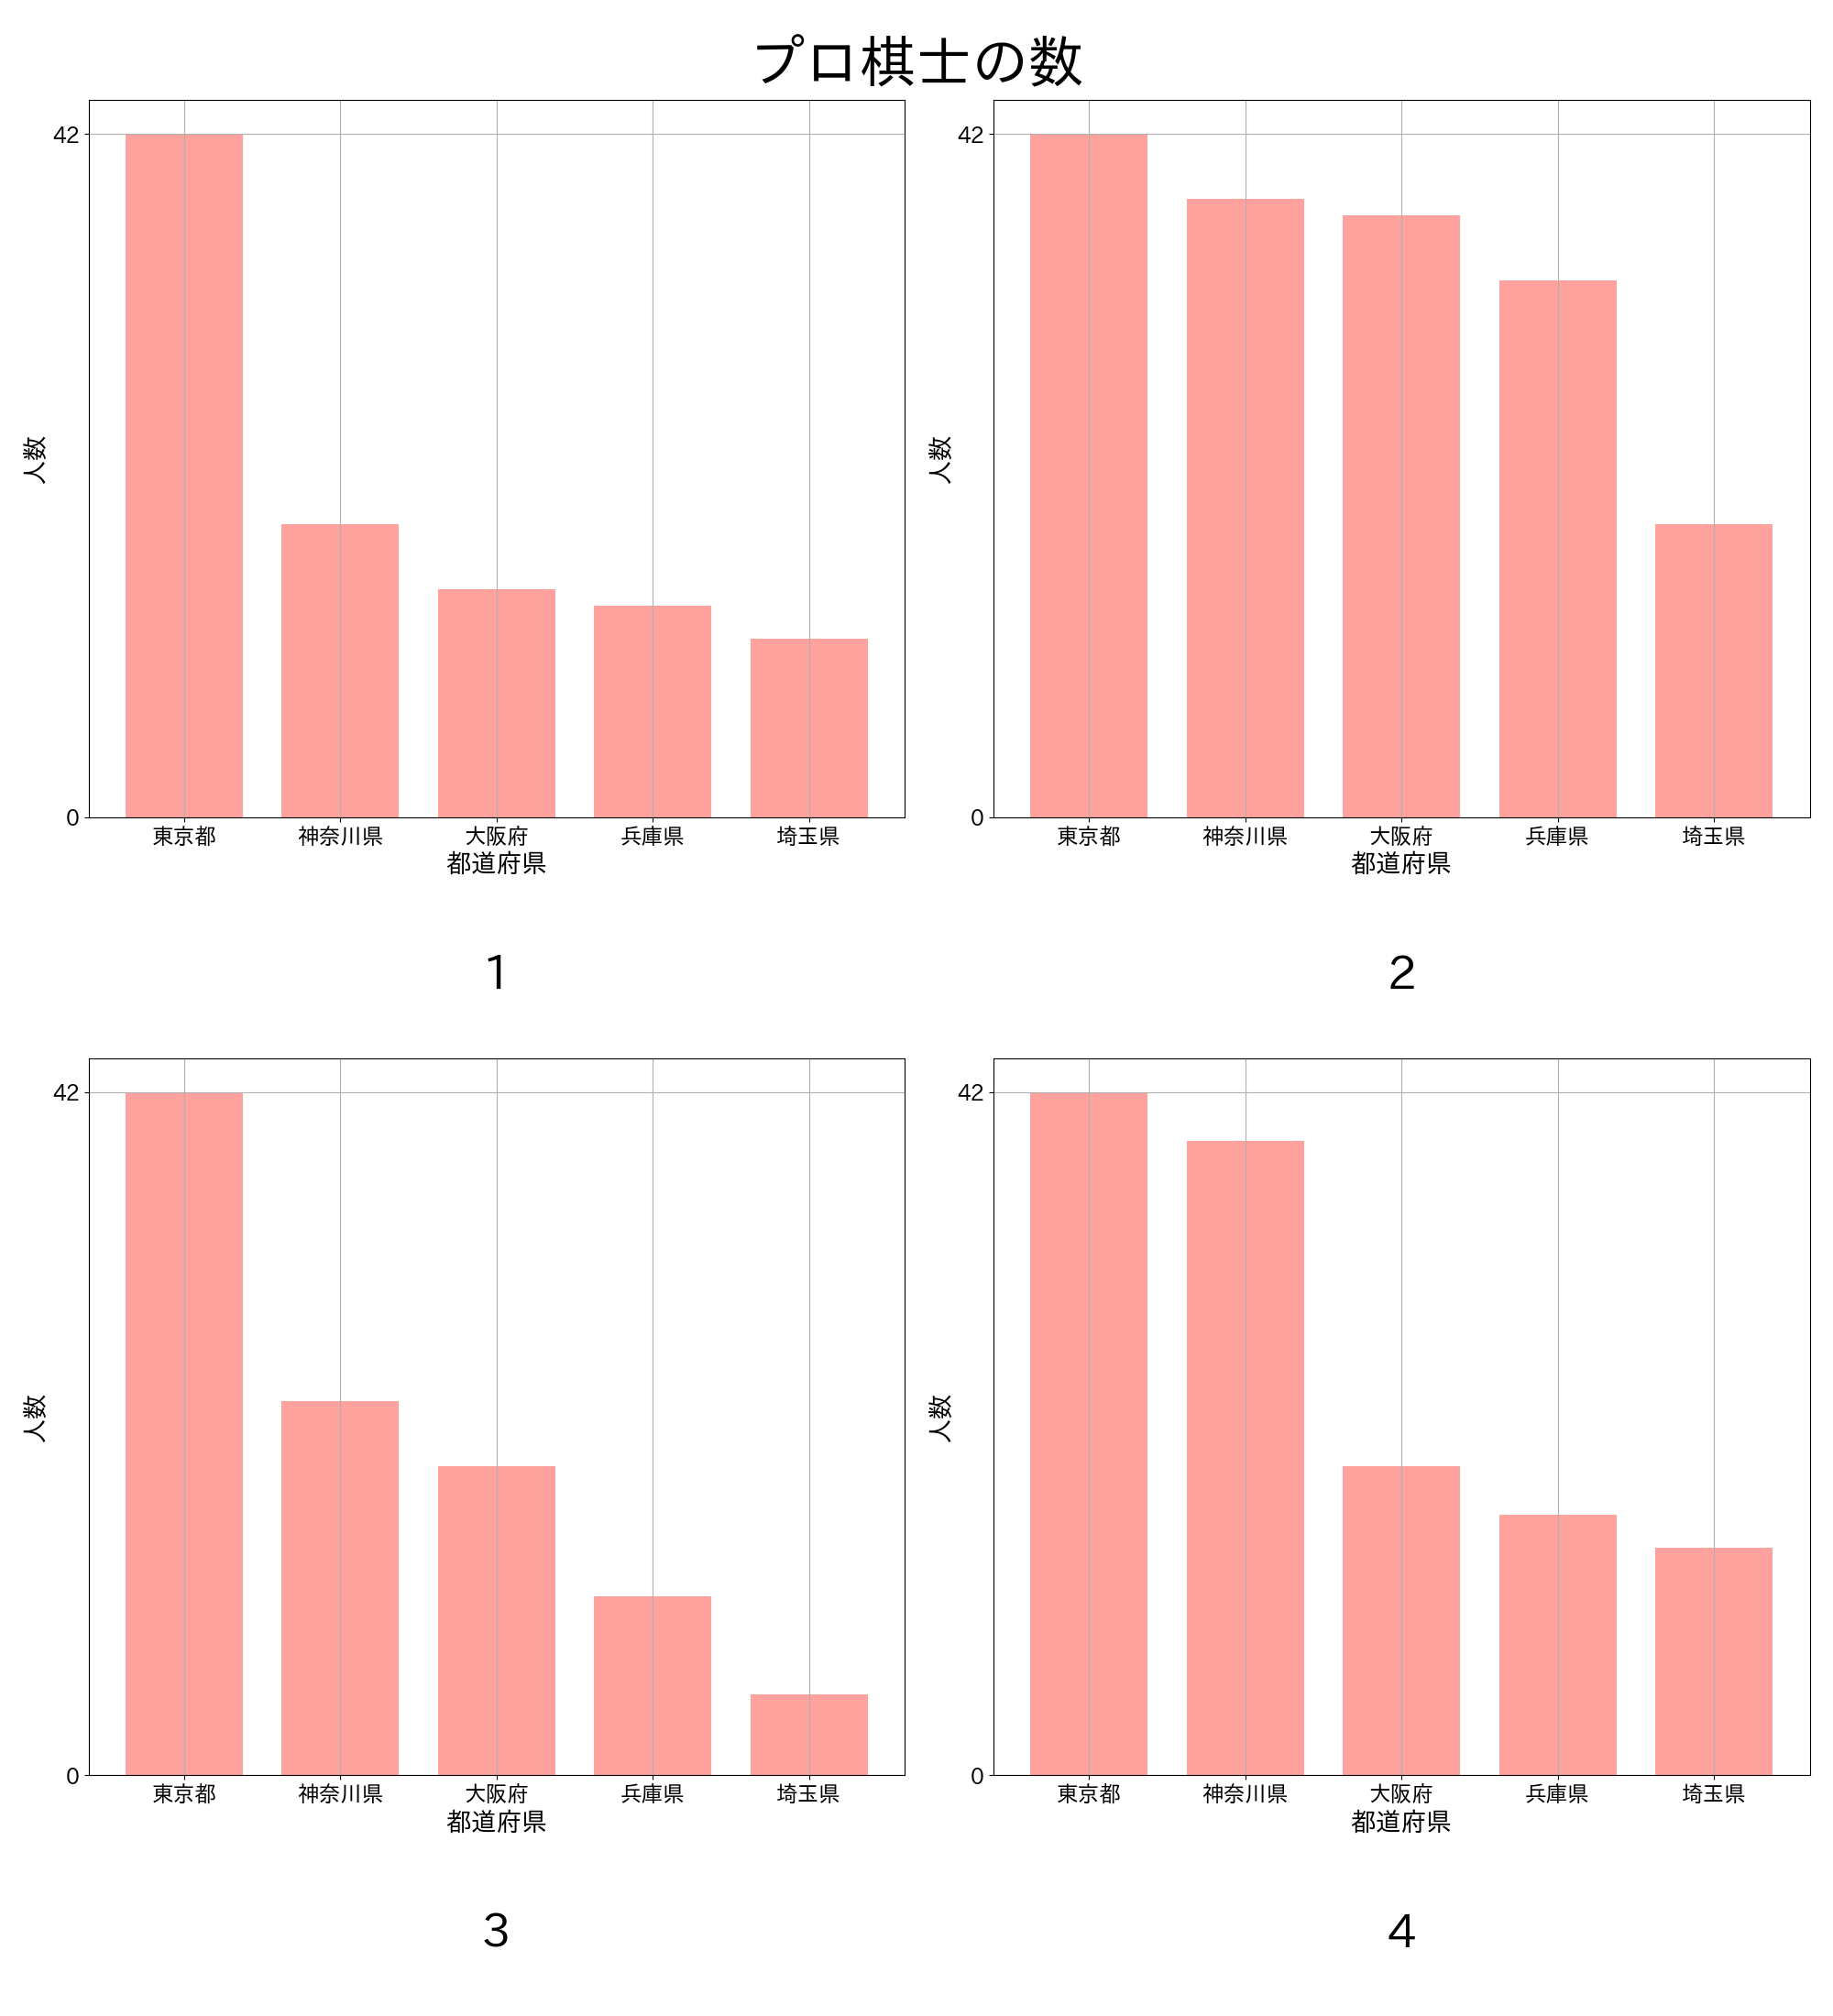 プロ棋士の数
42
0
人数
東京都 神奈川県 大阪府 兵庫県 埼玉県
都道府県
1
42
0
人数
東京都 神奈川県 大阪府 兵庫県 埼玉県
都道府県
2
42
0
人数
東京都 神奈川県 大阪府 兵庫県 埼玉県
都道府県
3
42
0
人数
東京都 神奈川県 大阪府 兵庫県 埼玉県
都道府県
4